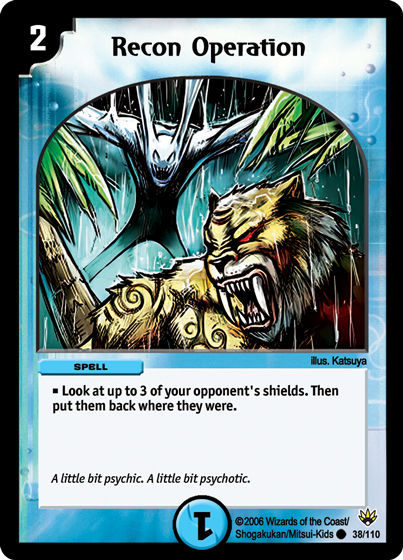 2
Recon Operation
illus. Katsuya
SPELL
▪ Look at up to 3 of your opponent's shields. Then
put them back where they were.
A little bit psychic. A little bit psychotic.
1
©2006 Wizards of the Coast/
Shogakukan/Mitsui-Kids ● 38/110